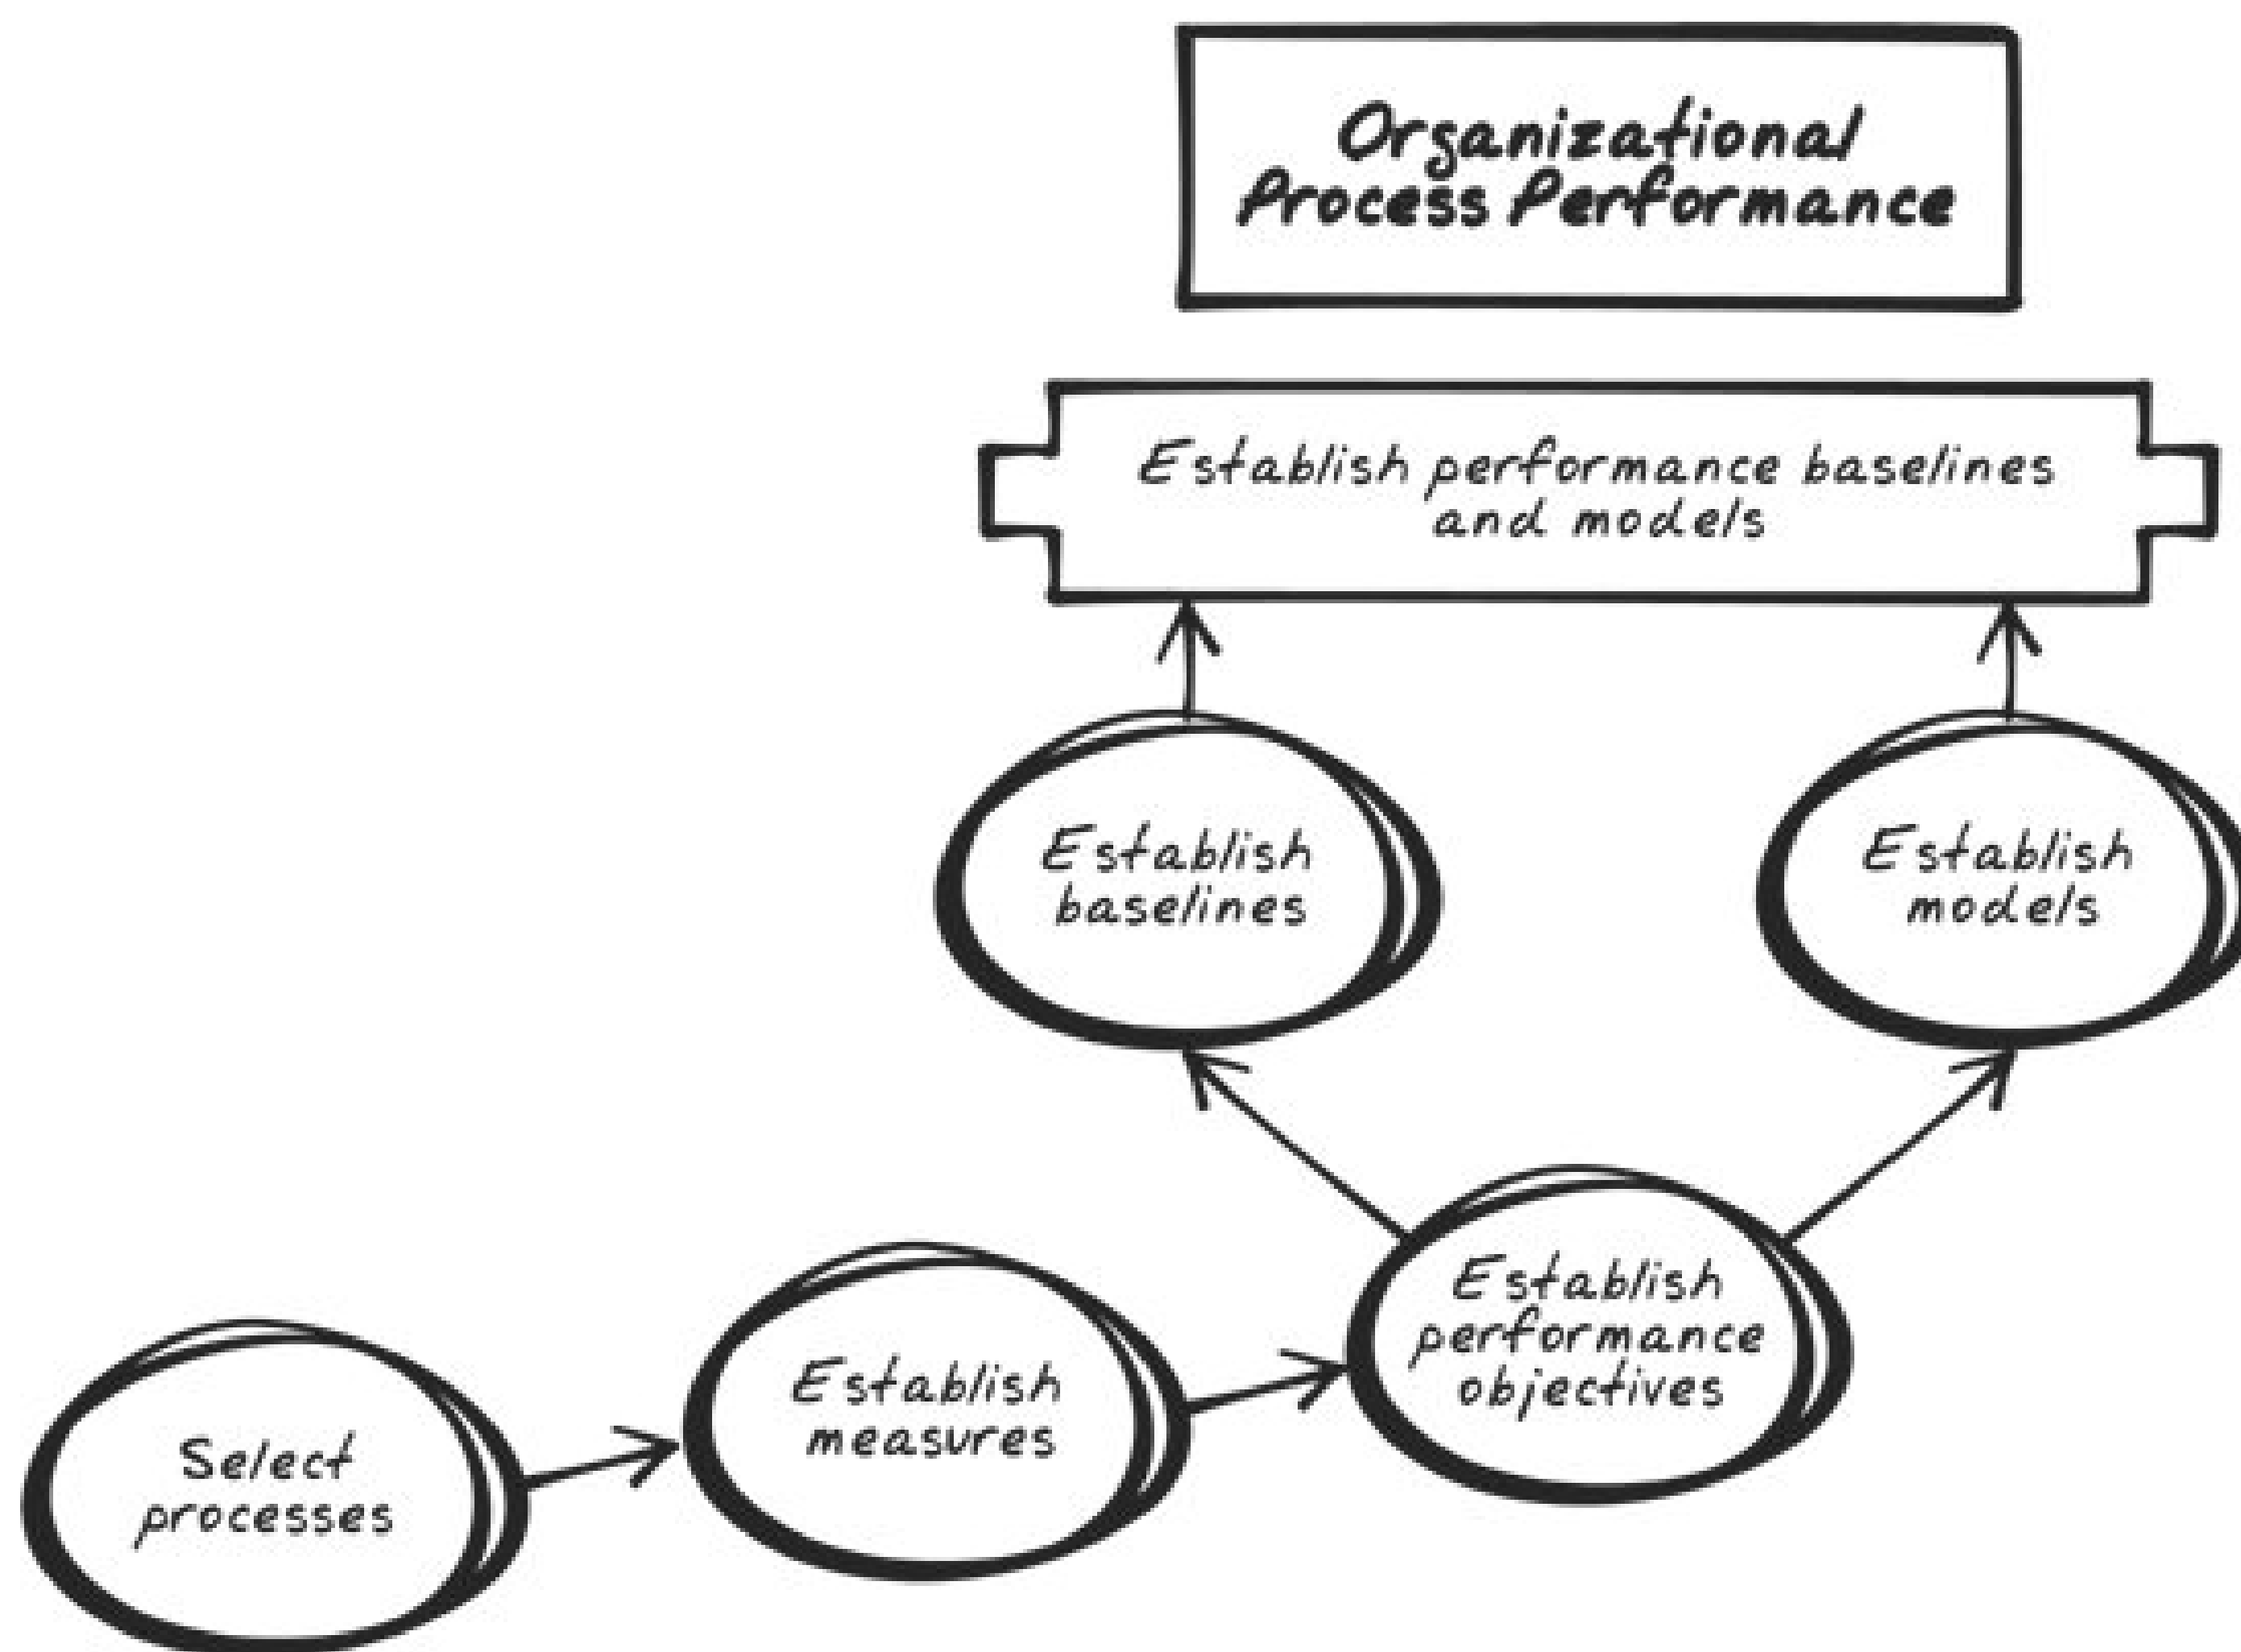 Organizational
Process Performance
Establish performance baselines
and models
Establish
baselines
Establish
models
Establish
performance
objectives
Establish
measures
Select
processes